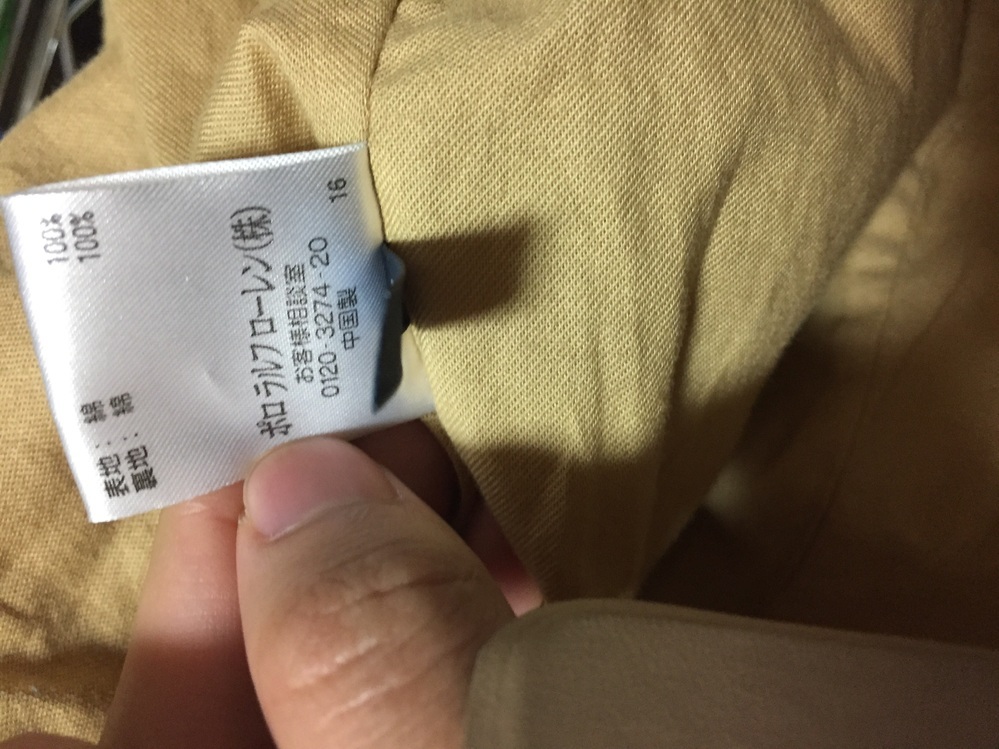 表地: 綿 100%
裏地: 綿 100%
ポロ ラルフ ローレン(株)
お客様相談室
0120-3274-20
中国製
16